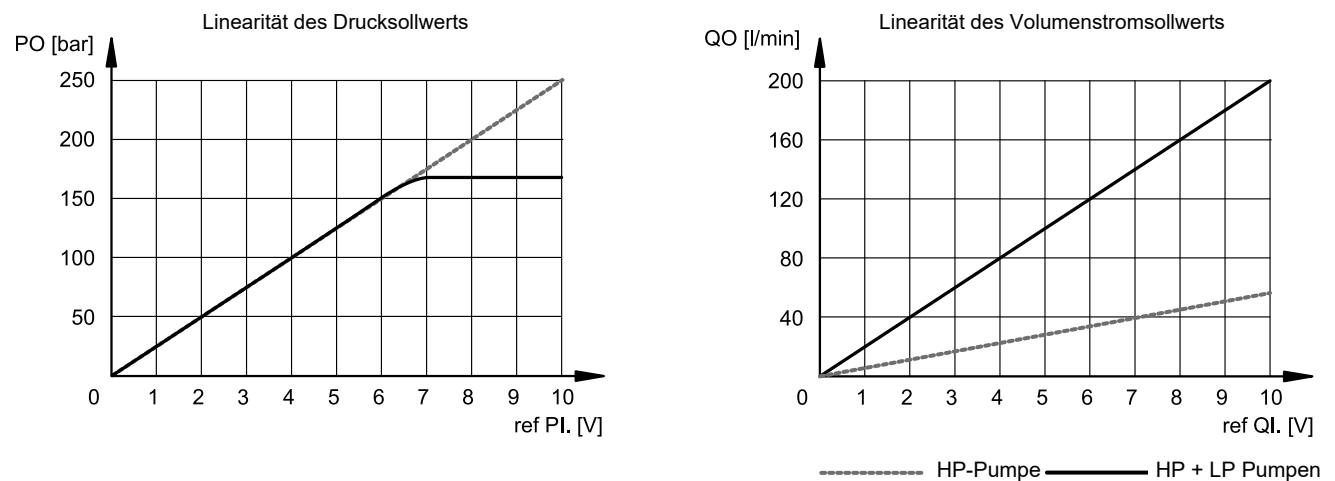 Linearität des Drucksollwerts
PO [bar]
250
200
150
100
50
0 1 2 3 4 5 6 7 8 9 10
ref PI. [V]
Linearität des Volumenstromsollwerts
QO [l/min]
200
160
120
80
40
0 1 2 3 4 5 6 7 8 9 10
ref QI. [V]
HP-Pumpe HP + LP Pumpen